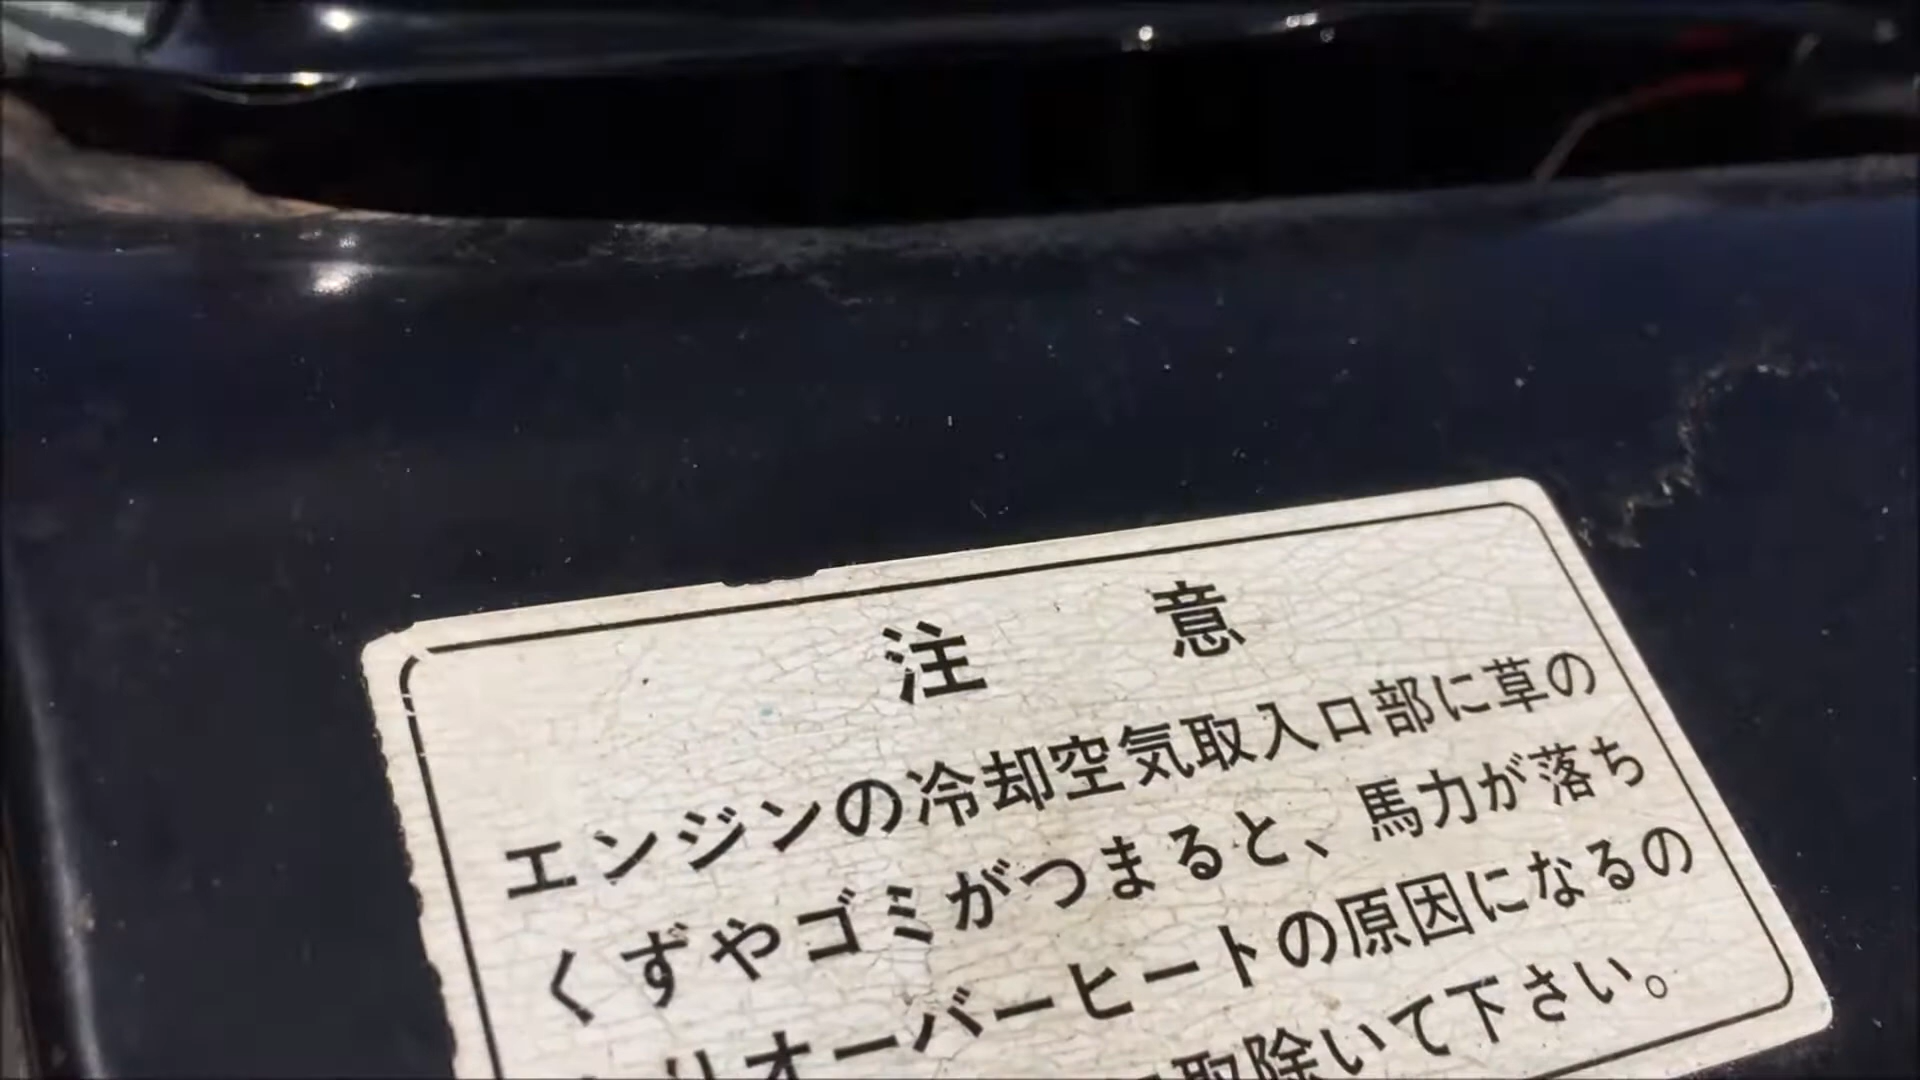 注 意
エンジンの冷却空気取入口部に草の
くずやゴミがつまると、馬力が落ち
りオーバーヒートの原因になるの
取除いて下さい。